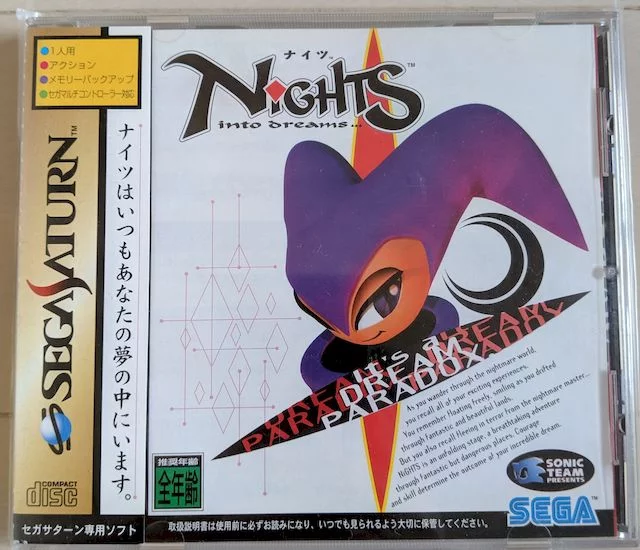 1人用
アクション
メモリーバックアップ
セガマルチコントローラー対応
SEGA SATURN™
COMPACT
disc
セガサターン専用ソフト
ナイツはいつもあなたの夢の中にいます。
ナイツ™
NiGHTS™
into dreams...
IT'S A
DREAM
PARADOX
As you wander through the nightmare world,
you recall all of your exciting experiences.
You remember floating freely, smiling as you drifted
through fantastic and beautiful lands.
But you also recall fleeing in terror from the nightmare master...
NiGHTS is an unfolding stage, a breathtaking adventure
through fantastic but dangerous places. Courage
and skill determine the outcome of your incredible dream.
推奨年齢
全年齢
SONIC
TEAM
PRESENTS
SEGA™
取扱説明書は使用前に必ずお読みになり、いつでも見られるよう大切に保管してください。